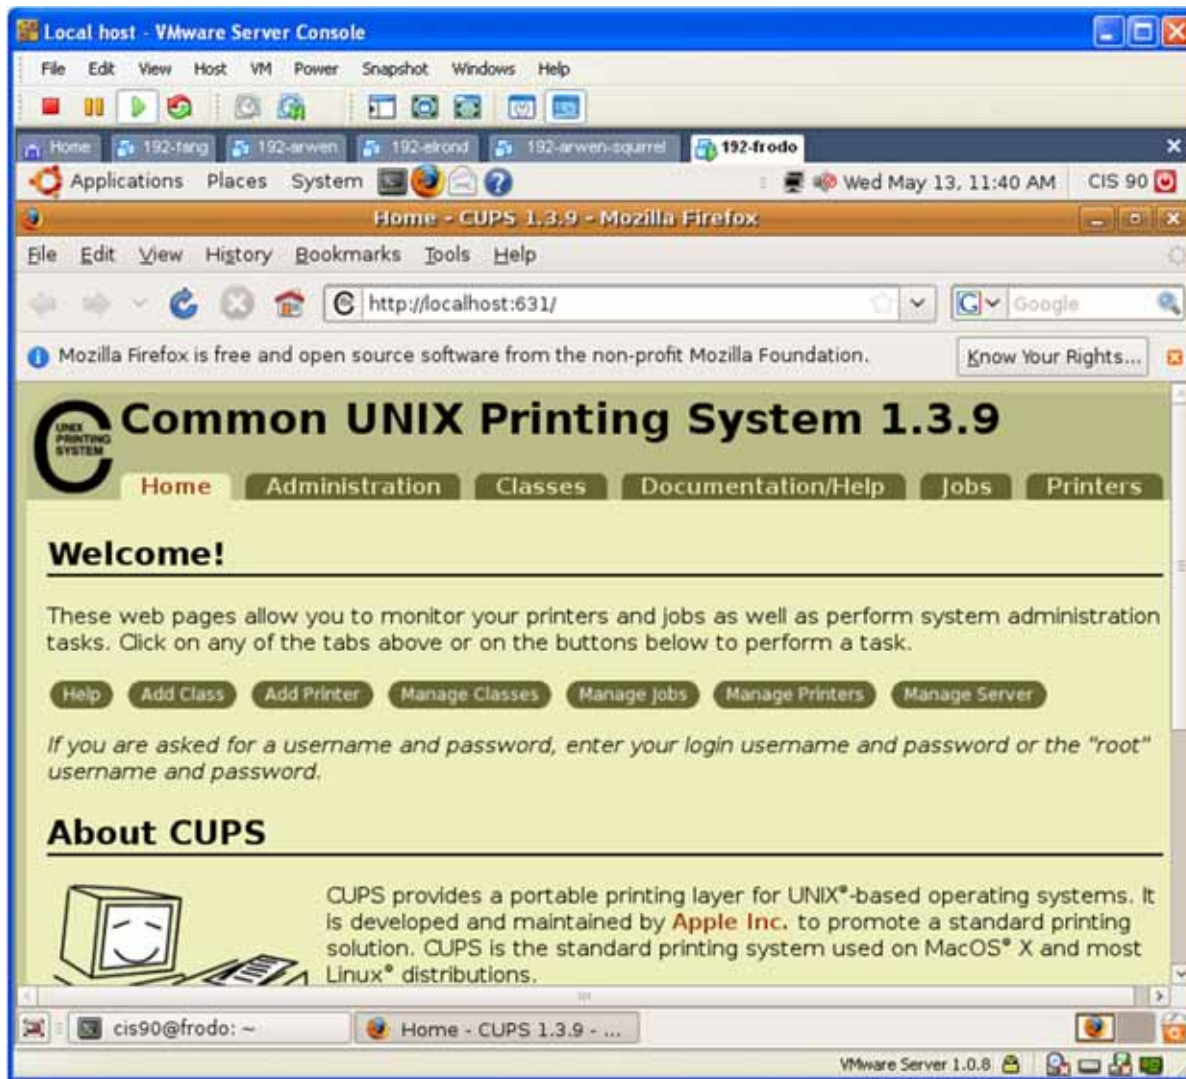 Local host - VMware Server Console
File Edit View Host VM Power Snapshot Windows Help
Home 192-fang 192-arwen 192-elrond 192-arwen-squirrel 192-frodo
Applications Places System Wed May 13, 11:40 AM CIS 90
Home - CUPS 1.3.9 - Mozilla Firefox
File Edit View History Bookmarks Tools Help
http://localhost:631/ Google
Mozilla Firefox is free and open source software from the non-profit Mozilla Foundation. Know Your Rights...
UNIX PRINTING SYSTEM
Common UNIX Printing System 1.3.9
Home Administration Classes Documentation/Help Jobs Printers
Welcome!
These web pages allow you to monitor your printers and jobs as well as perform system administration
tasks. Click on any of the tabs above or on the buttons below to perform a task.
Help Add Class Add Printer Manage Classes Manage Jobs Manage Printers Manage Server
If you are asked for a username and password, enter your login username and password or the "root"
username and password.
About CUPS
CUPS provides a portable printing layer for UNIX®-based operating systems. It
is developed and maintained by Apple Inc. to promote a standard printing
solution. CUPS is the standard printing system used on MacOS® X and most
Linux® distributions.
cis90@frodo: ~ Home - CUPS 1.3.9 - ...
VMware Server 1.0.8